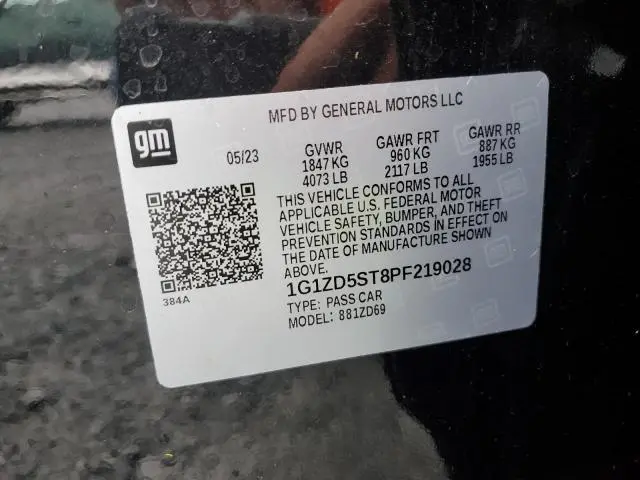 MFD BY GENERAL MOTORS LLC
gm
05/23 GVWR GAWR FRT GAWR RR
1847 KG 960 KG 887 KG
4073 LB 2117 LB 1955 LB
THIS VEHICLE CONFORMS TO ALL
APPLICABLE U.S. FEDERAL MOTOR
VEHICLE SAFETY, BUMPER, AND THEFT
PREVENTION STANDARDS IN EFFECT ON
THE DATE OF MANUFACTURE SHOWN
ABOVE.
384A
1G1ZD5ST8PF219028
TYPE: PASS CAR
MODEL: 881ZD69